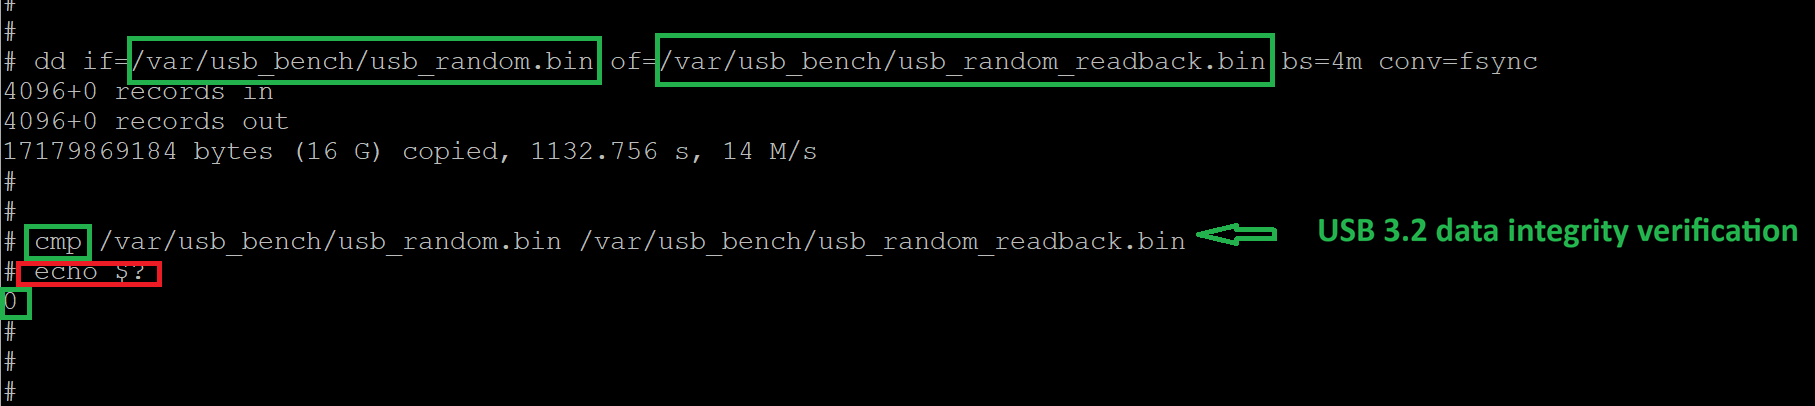 #
#
# dd if=/var/usb_bench/usb_random.bin of=/var/usb_bench/usb_random_readback.bin bs=4m conv=fsync
4096+0 records in
4096+0 records out
17179869184 bytes (16 G) copied, 1132.756 s, 14 M/s
#
#
# cmp /var/usb_bench/usb_random.bin /var/usb_bench/usb_random_readback.bin USB 3.2 data integrity verification
# echo $?
0
#
#
#